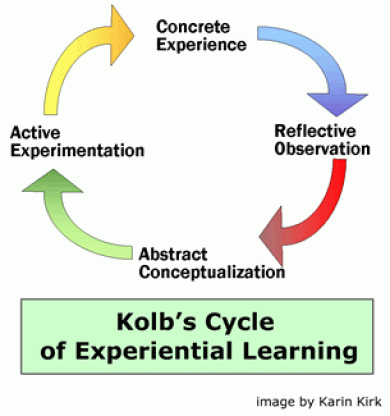 Concrete
Experience
Reflective
Observation
Abstract
Conceptualization
Active
Experimentation
Kolb's Cycle
of Experiential Learning
image by Karin Kirk